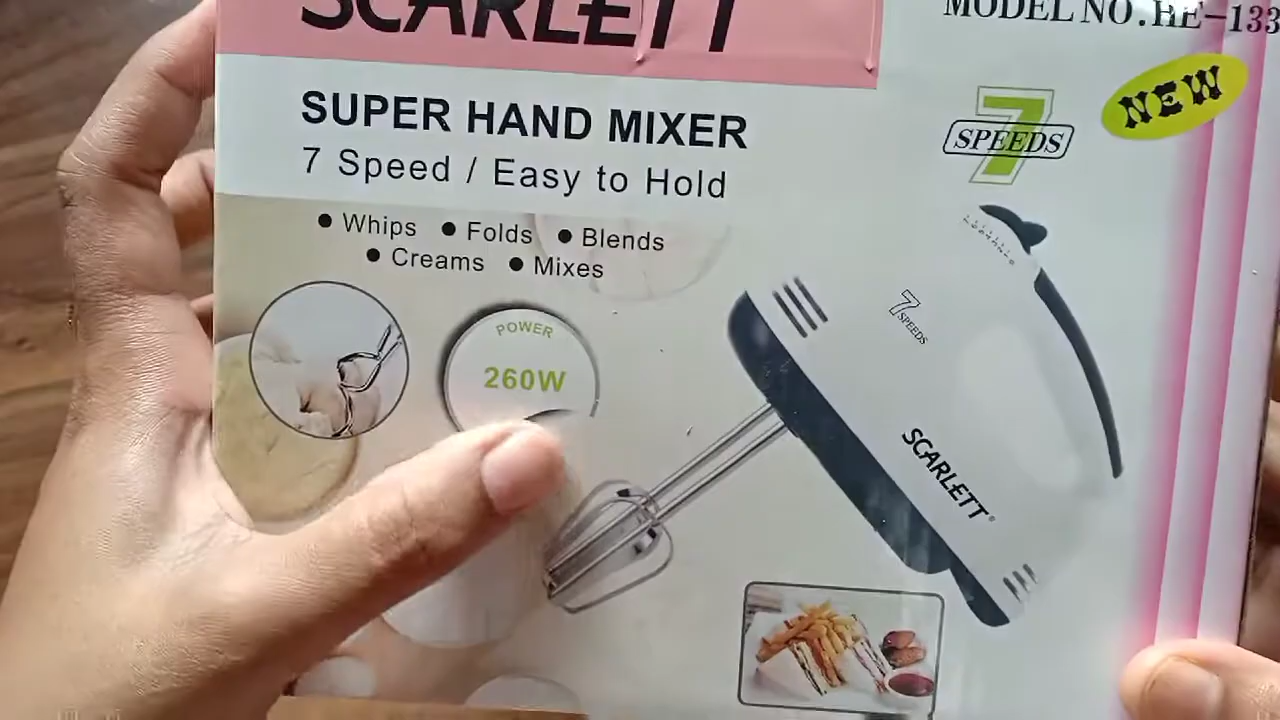 SCARLETT
MODEL NO.HE-133
NEW
7
SPEEDS
SUPER HAND MIXER
7 Speed / Easy to Hold
● Whips ● Folds ● Blends
● Creams ● Mixes
POWER
260W
7
SPEEDS
SCARLETT®